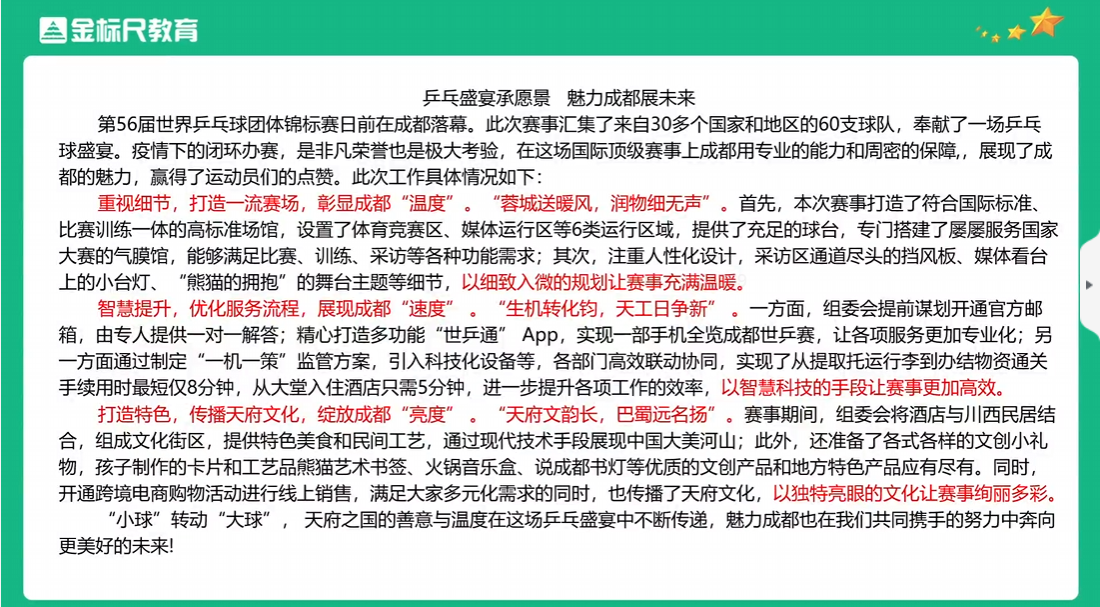 金标尺教育
乒乓盛宴承愿景 魅力成都展未来
第56届世界乒乓球团体锦标赛日前在成都落幕。此次赛事汇集了来自30多个国家和地区的60支球队，奉献了一场乒乓
球盛宴。疫情下的闭环办赛，是非凡荣誉也是极大考验，在这场国际顶级赛事上成都用专业的能力和周密的保障,，展现了成
都的魅力，赢得了运动员们的点赞。此次工作具体情况如下：
重视细节，打造一流赛场，彰显成都“温度”。“蓉城送暖风，润物细无声”。首先，本次赛事打造了符合国际标准、
比赛训练一体的高标准场馆，设置了体育竞赛区、媒体运行区等6类运行区域，提供了充足的球台，专门搭建了屡屡服务国家
大赛的气膜馆，能够满足比赛、训练、采访等各种功能需求；其次，注重人性化设计，采访区通道尽头的挡风板、媒体看台
上的小台灯、“熊猫的拥抱”的舞台主题等细节，以细致入微的规划让赛事充满温暖。
智慧提升，优化服务流程，展现成都“速度”。“生机转化钧，天工日争新”。一方面，组委会提前谋划开通官方邮
箱，由专人提供一对一解答；精心打造多功能“世乒通” App，实现一部手机全览成都世乒赛，让各项服务更加专业化；另
一方面通过制定“一机一策”监管方案，引入科技化设备等，各部门高效联动协同，实现了从提取托运行李到办结物资通关
手续用时最短仅8分钟，从大堂入住酒店只需5分钟，进一步提升各项工作的效率，以智慧科技的手段让赛事更加高效。
打造特色，传播天府文化，绽放成都“亮度”。“天府文韵长，巴蜀远名扬”。赛事期间，组委会将酒店与川西民居结
合，组成文化街区，提供特色美食和民间工艺，通过现代技术手段展现中国大美河山；此外，还准备了各式各样的文创小礼
物，孩子制作的卡片和工艺品熊猫艺术书签、火锅音乐盒、说成都书灯等优质的文创产品和地方特色产品应有尽有。同时，
开通跨境电商购物活动进行线上销售，满足大家多元化需求的同时，也传播了天府文化，以独特亮眼的文化让赛事绚丽多彩。
“小球”转动“大球”，天府之国的善意与温度在这场乒乓盛宴中不断传递，魅力成都也在我们共同携手的努力中奔向
更美好的未来!